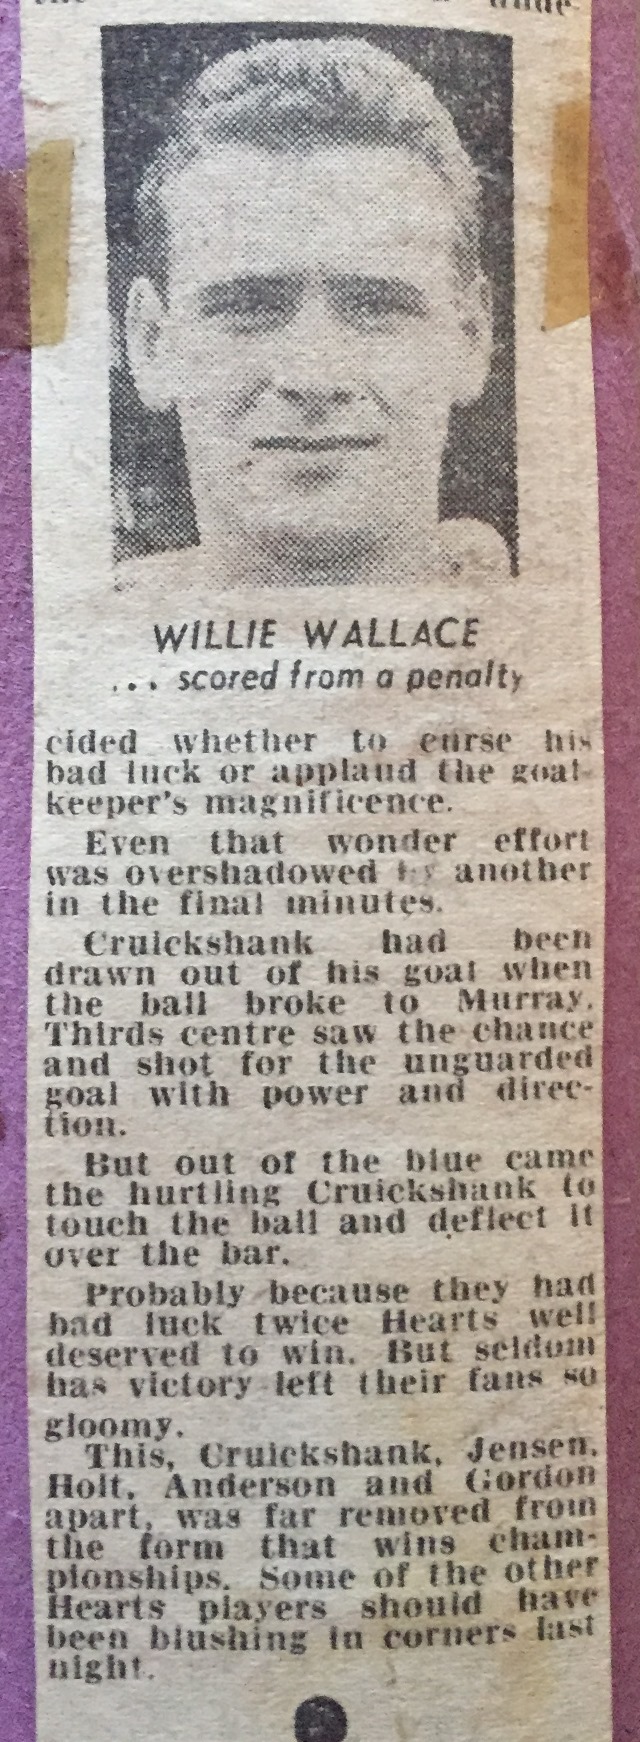 WILLIE WALLACE
... scored from a penalty
cided whether to curse his
bad luck or applaud the goal-
keeper's magnificence.
Even that wonder effort
was overshadowed by another
in the final minutes.
Cruickshank had been
drawn out of his goal when
the ball broke to Murray.
Thirds centre saw the chance
and shot for the unguarded
goal with power and direc-
tion.
But out of the blue came
the hurtling Cruickshank to
touch the ball and deflect it
over the bar.
Probably because they had
bad luck twice Hearts well
deserved to win. But seldom
has victory left their fans so
gloomy.
This, Cruickshank, Jensen,
Holt, Anderson and Gordon
apart, was far removed from
the form that wins cham-
pionships. Some of the other
Hearts players should have
been blushing in corners last
night.